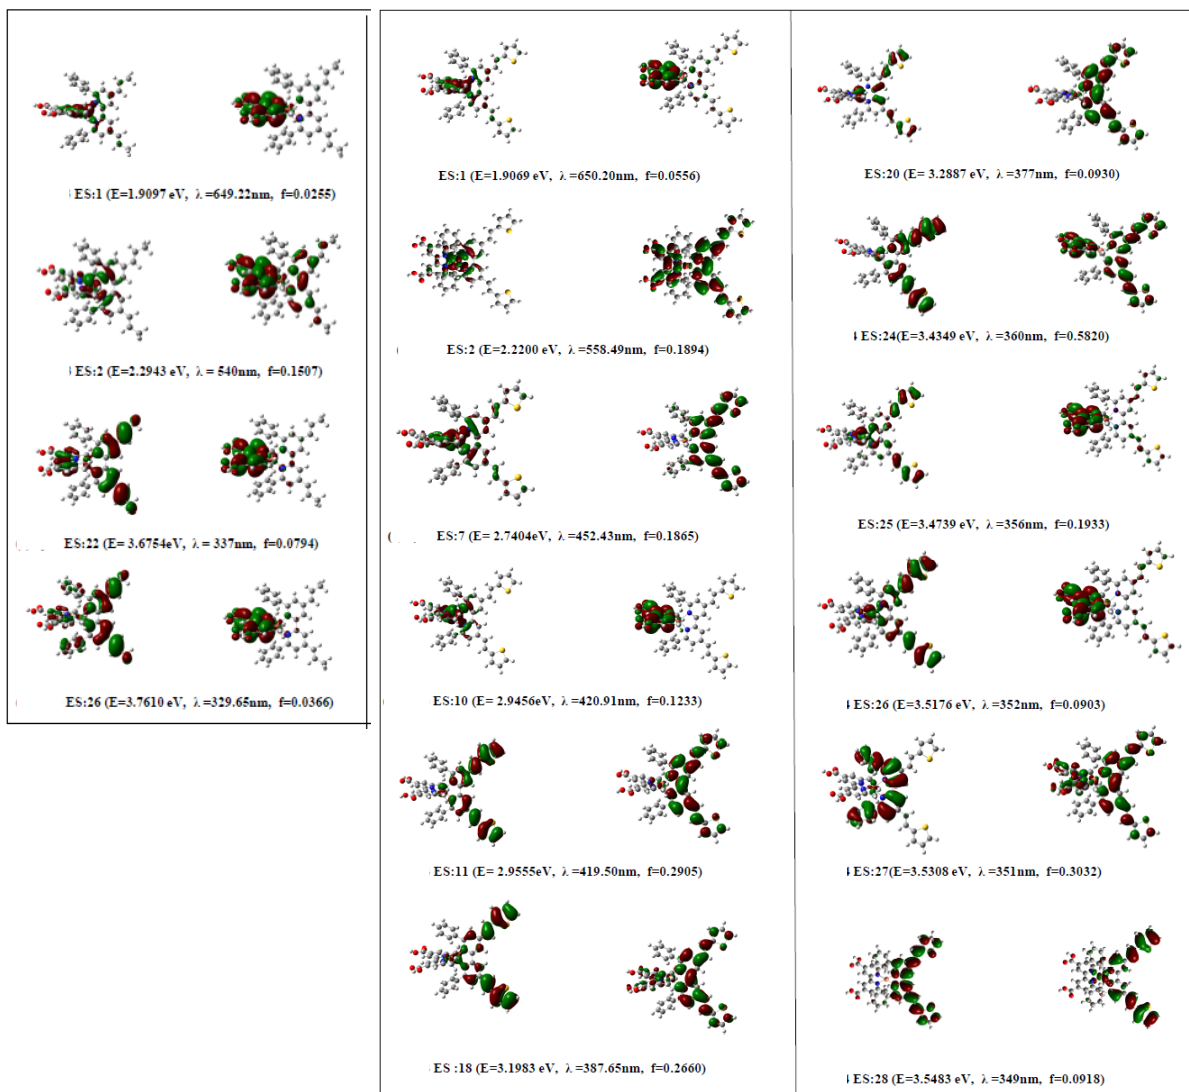 ES:1 (E=1.9097 eV, λ =649.22nm, f=0.0255)
ES:2 (E=2.2943 eV, λ = 540nm, f=0.1507)
ES:22 (E= 3.6754eV, λ = 337nm, f=0.0794)
ES:26 (E=3.7610 eV, λ =329.65nm, f=0.0366)
ES:1 (E=1.9069 eV, λ =650.20nm, f=0.0556)
ES:2 (E=2.2200 eV, λ =558.49nm, f=0.1894)
ES:7 (E= 2.7404eV, λ =452.43nm, f=0.1865)
ES:10 (E= 2.9456eV, λ =420.91nm, f=0.1233)
ES:11 (E= 2.9555eV, λ =419.50nm, f=0.2905)
ES :18 (E=3.1983 eV, λ =387.65nm, f=0.2660)
ES:20 (E= 3.2887 eV, λ =377nm, f=0.0930)
4 ES:24(E=3.4349 eV, λ =360nm, f=0.5820)
ES:25 (E=3.4739 eV, λ =356nm, f=0.1933)
4 ES:26 (E=3.5176 eV, λ =352nm, f=0.0903)
4 ES:27(E=3.5308 eV, λ =351nm, f=0.3032)
4 ES:28 (E=3.5483 eV, λ =349nm, f=0.0918)